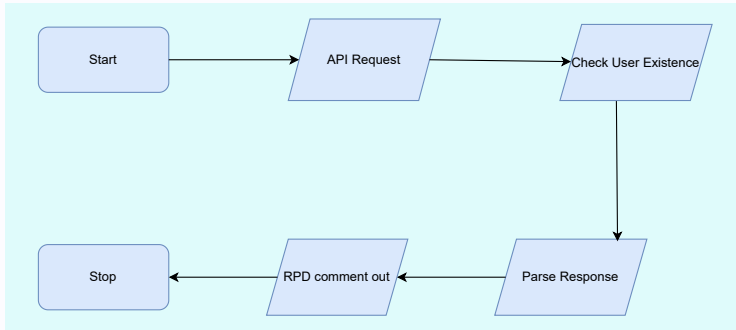 Start
API Request
Check User Existence
Stop
RPD comment out
Parse Response